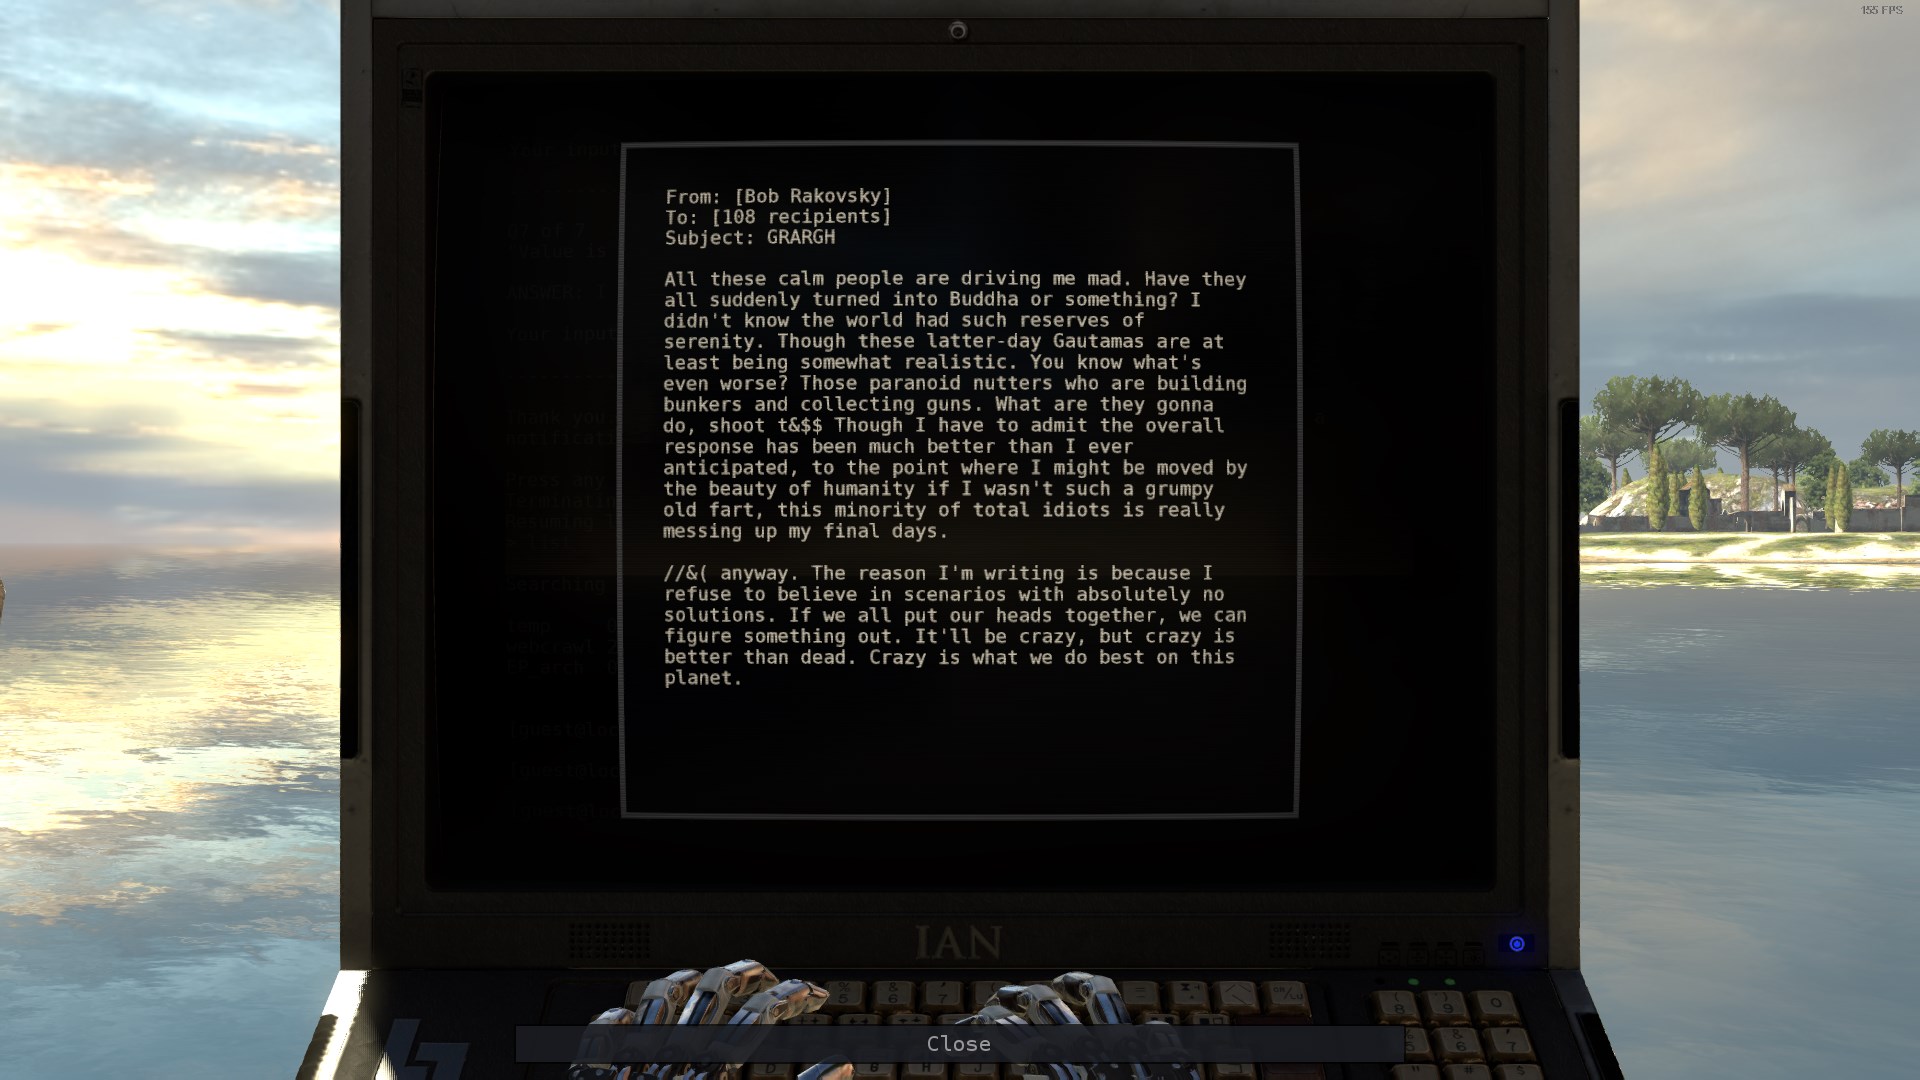 155 FPS
From: [Bob Rakovsky]
To: [108 recipients]
Subject: GRARGH
All these calm people are driving me mad. Have they
all suddenly turned into Buddha or something? I
didn't know the world had such reserves of
serenity. Though these latter-day Gautamas are at
least being somewhat realistic. You know what's
even worse? Those paranoid nutters who are building
bunkers and collecting guns. What are they gonna
do, shoot t&$$ Though I have to admit the overall
response has been much better than I ever
anticipated, to the point where I might be moved by
the beauty of humanity if I wasn't such a grumpy
old fart, this minority of total idiots is really
messing up my final days.
//&( anyway. The reason I'm writing is because I
refuse to believe in scenarios with absolutely no
solutions. If we all put our heads together, we can
figure something out. It'll be crazy, but crazy is
better than dead. Crazy is what we do best on this
planet.
IAN
Close